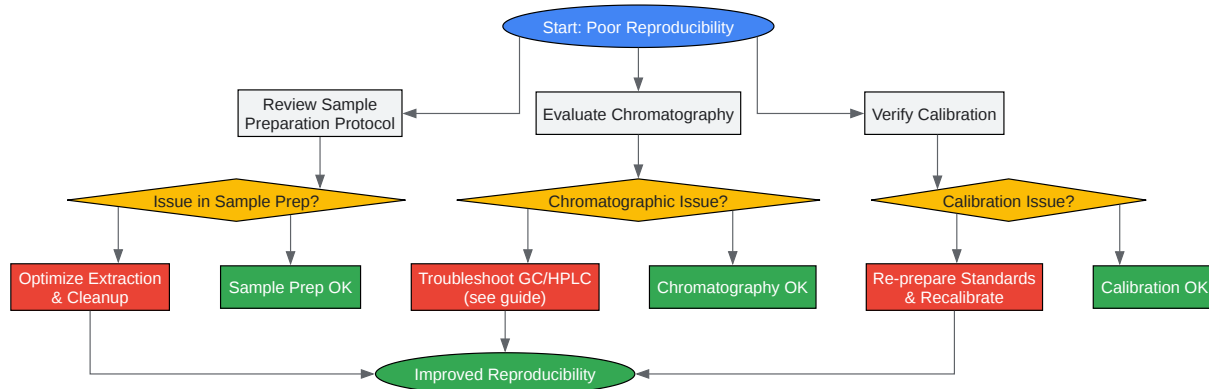 Start: Poor Reproducibility
Review Sample
Preparation Protocol
Evaluate Chromatography
Verify Calibration
Issue in Sample Prep?
Chromatographic Issue?
Calibration Issue?
Optimize Extraction
& Cleanup
Sample Prep OK
Troubleshoot GC/HPLC
(see guide)
Chromatography OK
Re-prepare Standards
& Recalibrate
Calibration OK
Improved Reproducibility